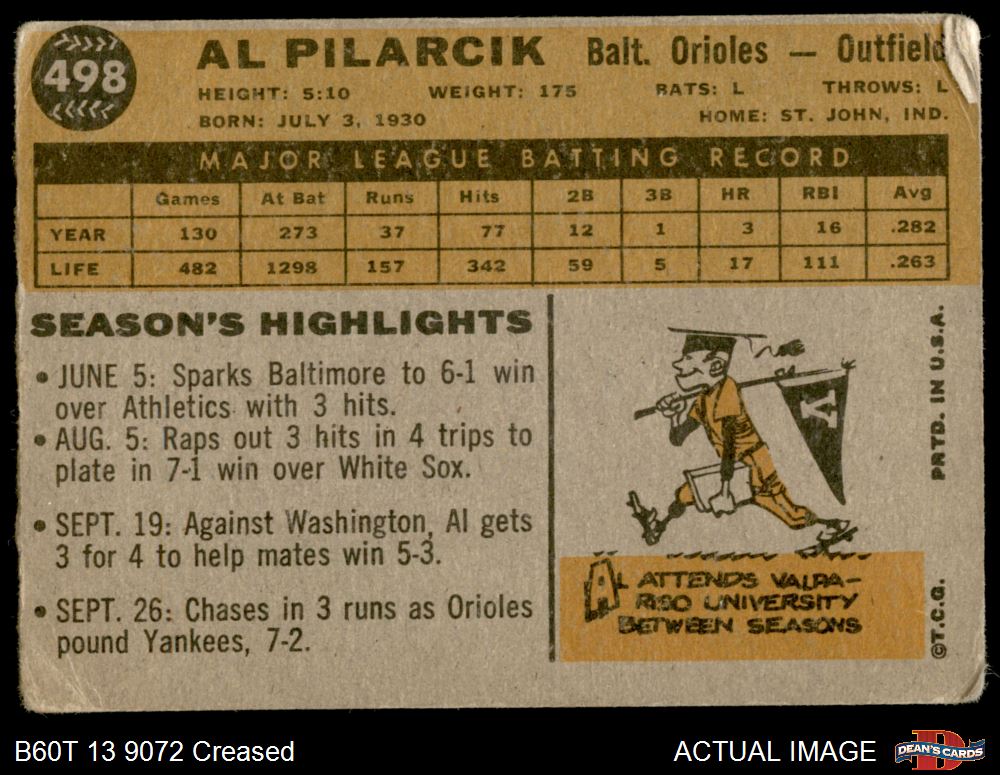 498
AL PILARCIK Balt. Orioles — Outfield
HEIGHT: 5:10 WEIGHT: 175 BATS: L THROWS: L
BORN: JULY 3, 1930 HOME: ST. JOHN, IND.
MAJOR LEAGUE BATTING RECORD
Games At Bat Runs Hits 2B 3B HR RBI Avg
YEAR 130 273 37 77 12 1 3 16 .282
LIFE 482 1298 157 342 59 5 17 111 .263
SEASON'S HIGHLIGHTS
• JUNE 5: Sparks Baltimore to 6-1 win
over Athletics with 3 hits.
• AUG. 5: Raps out 3 hits in 4 trips to
plate in 7-1 win over White Sox.
• SEPT. 19: Against Washington, Al gets
3 for 4 to help mates win 5-3.
• SEPT. 26: Chases in 3 runs as Orioles
pound Yankees, 7-2.
V
AL ATTENDS VALPA-
RISO UNIVERSITY
BETWEEN SEASONS
PRTD. IN U.S.A.
©T.C.G.
B60T 13 9072 Creased
ACTUAL IMAGE
D
DEAN'S CARDS